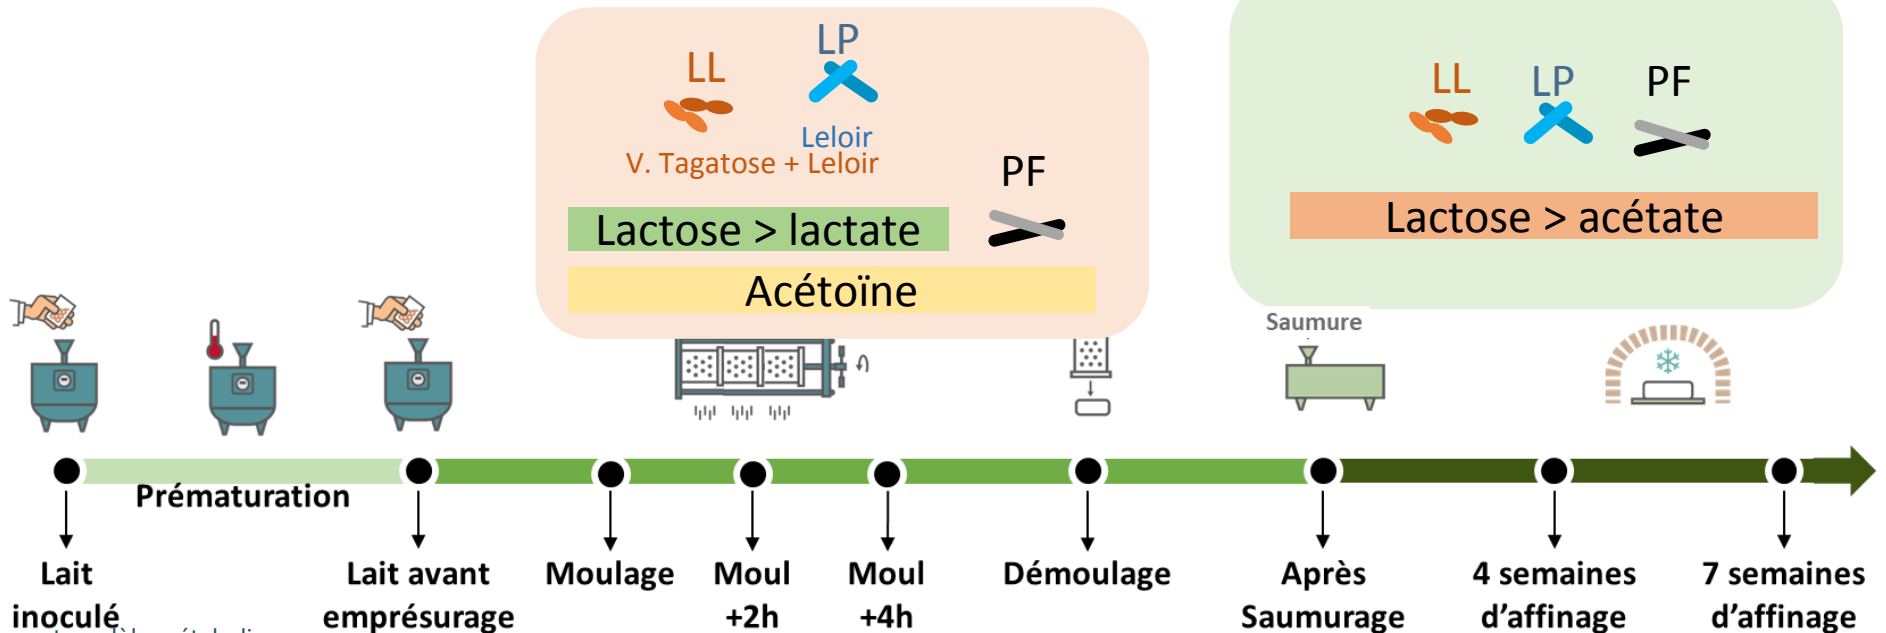 LL
LP
Leloir
V. Tagatose + Leloir
PF
Lactose > lactate
Acétoïne
LL
LP
PF
Lactose > acétate
Saumure
Prématuration
Lait
inoculé
Lait avant
emprésurage
Moulage
Moul
+2h
Moul
+4h
Démoulage
Après
Saumurage
4 semaines
d'affinage
7 semaines
d'affinage